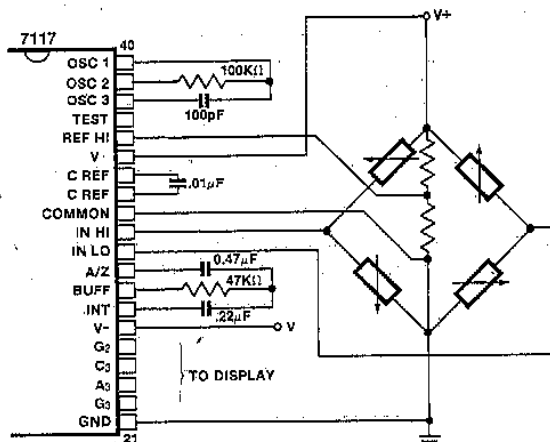 7117
40
V+
OSC 1
OSC 2
100KΩ
OSC 3
100pF
TEST
REF HI
V
C REF
C REF
.01µF
COMMON
IN HI
IN LO
A/Z
0.47µF
BUFF
47KΩ
INT
.22µF
V-
V
G2
C3
TO DISPLAY
A3
G3
GND
21